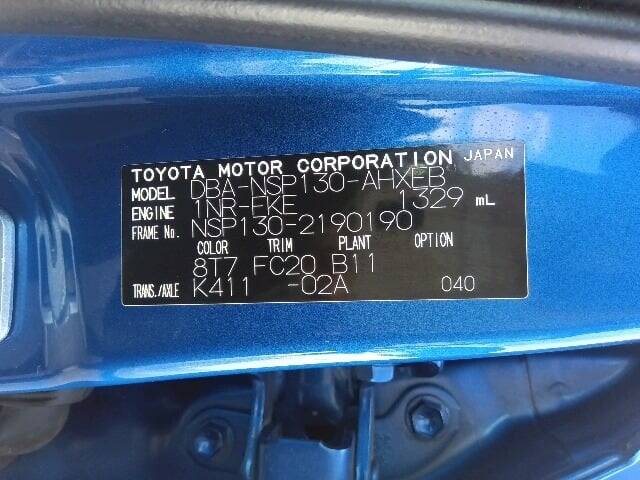 TOYOTA MOTOR CORPORATION JAPAN
MODEL DBA-NSP130-AHXEB
ENGINE 1NR-FKE 1329 mL
FRAME No. NSP130-2190190
COLOR TRIM PLANT OPTION
8T7 FC20 B11
TRANS./AXLE K411 -02A 040